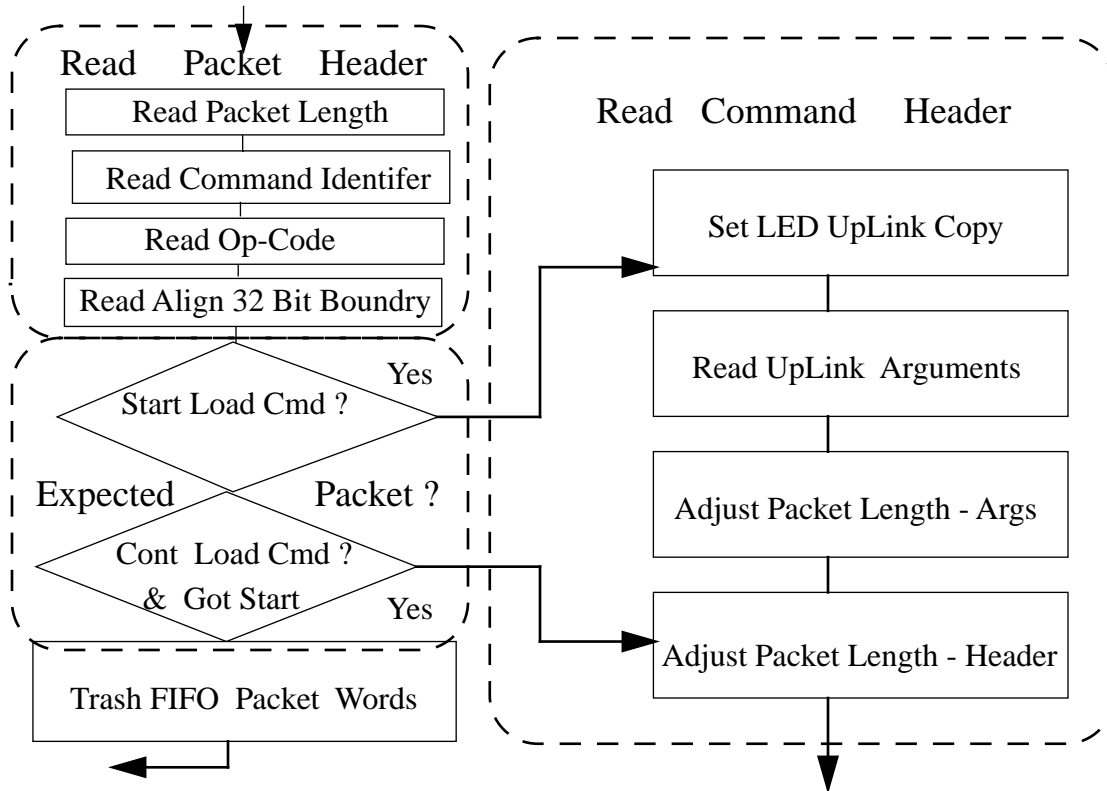 Read Packet Header
Read Packet Length
Read Command Identifer
Read Op-Code
Read Align 32 Bit Boundry
Start Load Cmd ?
Yes
Expected Packet ?
Cont Load Cmd ?
& Got Start
Yes
Trash FIFO Packet Words
Read Command Header
Set LED UpLink Copy
Read UpLink Arguments
Adjust Packet Length - Args
Adjust Packet Length - Header